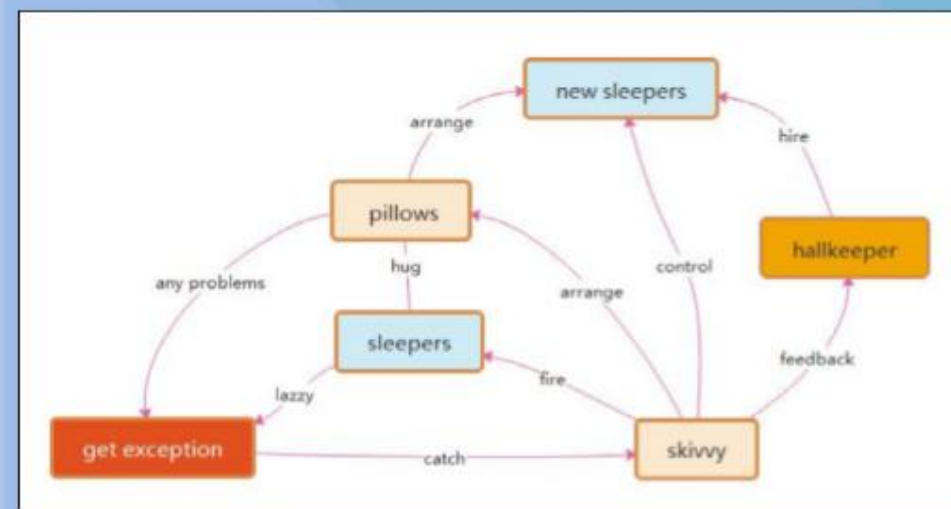 new sleepers
arrange
hire
pillows
hallkeeper
hug
control
any problems
arrange
sleepers
feedback
fire
lazzy
get exception
skivvy
catch